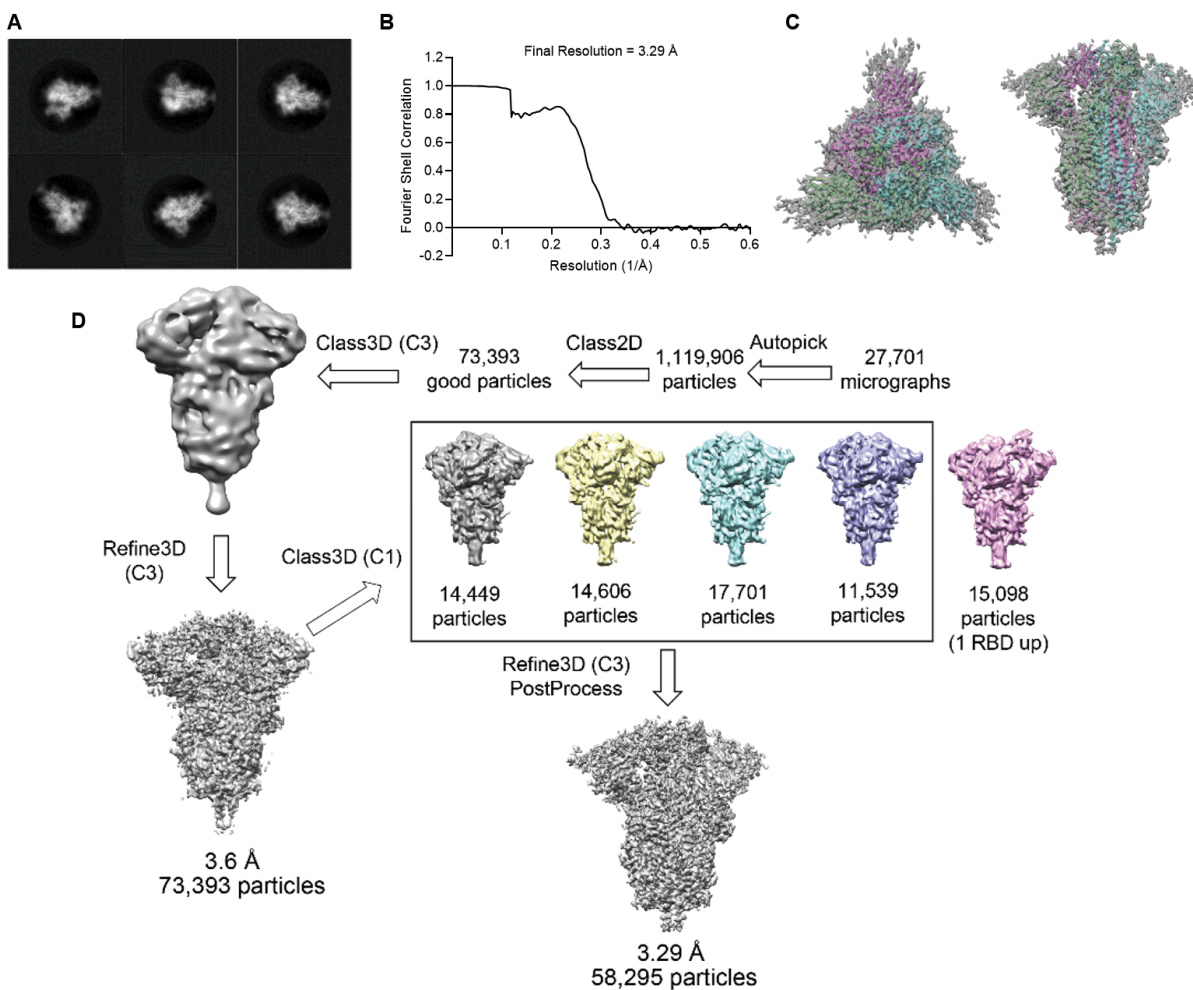 A
B
Final Resolution = 3.29 Å
1.2
1.0
0.8
0.6
0.4
0.2
0.0
-0.2
Fourier Shell Correlation
0.1
0.2
0.3
0.4
0.5
0.6
Resolution (1/Å)
C
D
Class3D (C3)
73,393
good particles
Class2D
1,119,906
particles
Autopick
27,701
micrographs
Refine3D
(C3)
Class3D (C1)
14,449
particles
14,606
particles
17,701
particles
11,539
particles
15,098
particles
(1 RBD up)
Refine3D (C3)
PostProcess
3.6 Å
73,393 particles
3.29 Å
58,295 particles